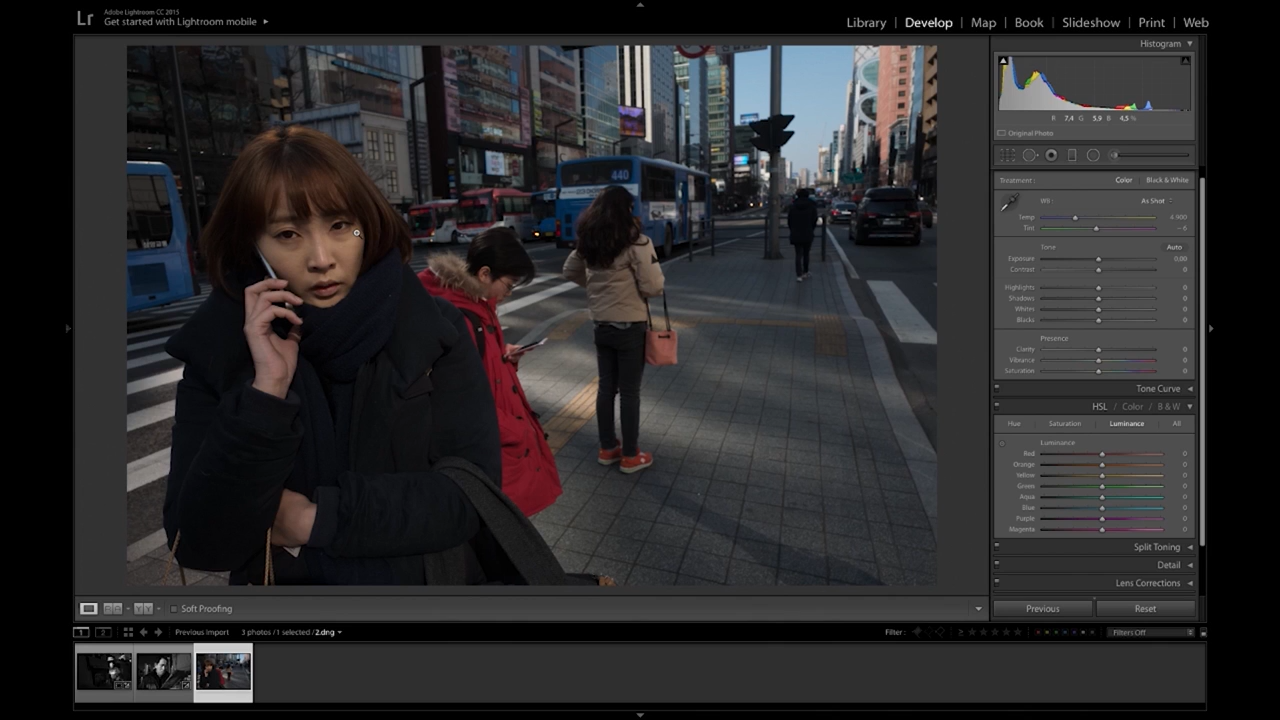 Lr
Adobe Lightroom CC 2015
Get started with Lightroom mobile ▶
Library | Develop | Map | Book | Slideshow | Print | Web
Histogram
R 7,4 G 5,9 B 4,5 %
Original Photo
Treatment : Color Black & White
WB : As Shot
Temp 4.900
Tint – 6
Tone Auto
Exposure 0,00
Contrast 0
Highlights 0
Shadows 0
Whites 0
Blacks 0
Presence
Clarity 0
Vibrance 0
Saturation 0
Tone Curve
HSL / Color / B & W
Hue Saturation Luminance All
Luminance
Red 0
Orange 0
Yellow 0
Green 0
Aqua 0
Blue 0
Purple 0
Magenta 0
Split Toning
Detail
Lens Corrections
Previous Reset
440
Soft Proofing
1 2 Previous Import 3 photos / 1 selected / 2.dng
Filter : Filters Off